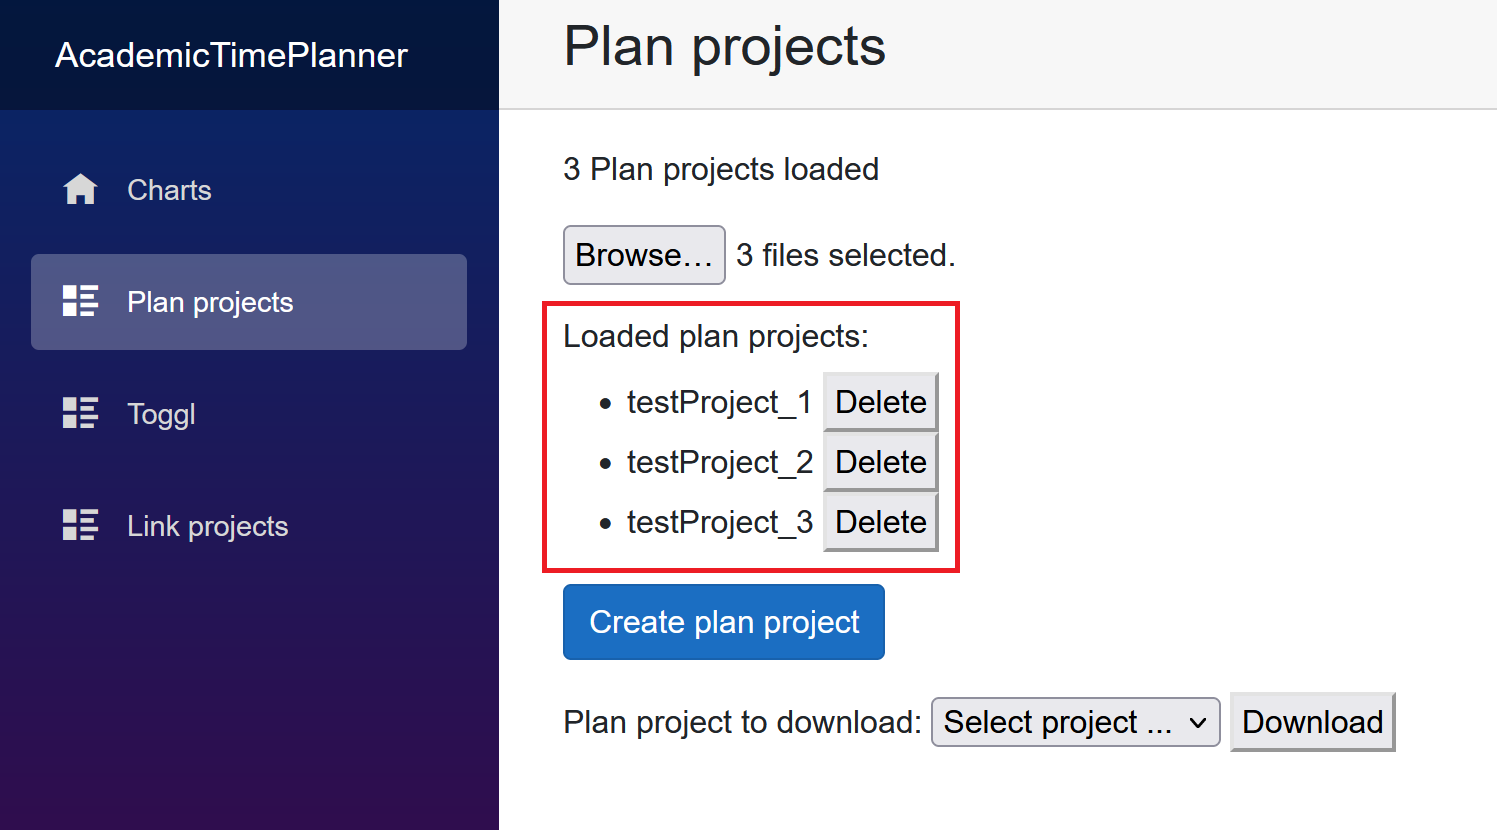 AcademicTimePlanner
Charts
Plan projects
Toggl
Link projects
Plan projects
3 Plan projects loaded
Browse... 3 files selected.
Loaded plan projects:
• testProject_1 Delete
• testProject_2 Delete
• testProject_3 Delete
Create plan project
Plan project to download: Select project ... Download